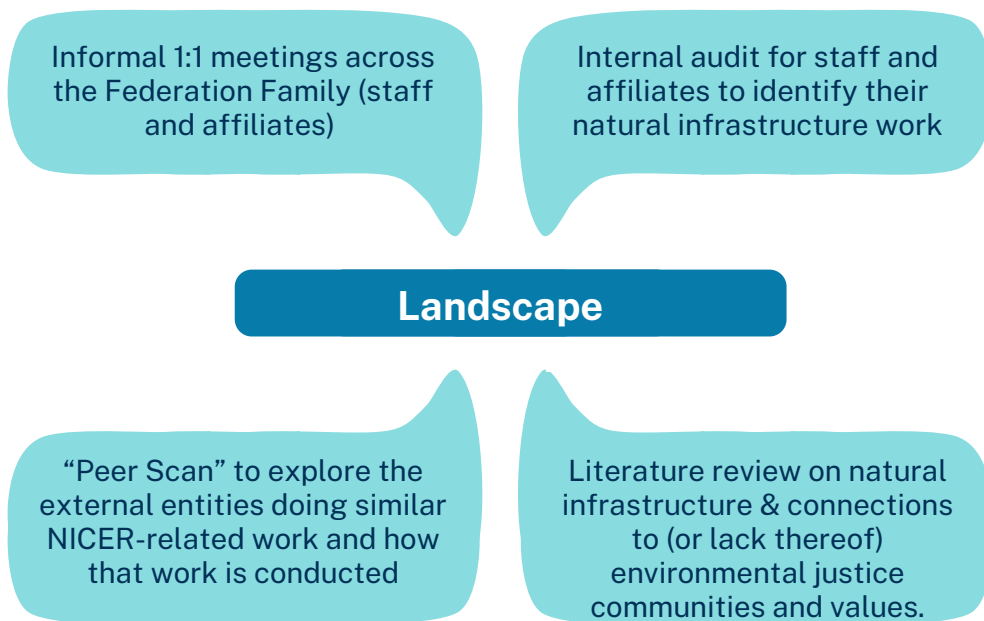 Informal 1:1 meetings across
the Federation Family (staff
and affiliates)
Internal audit for staff and
affiliates to identify their
natural infrastructure work
Landscape
“Peer Scan” to explore the
external entities doing similar
NICER-related work and how
that work is conducted
Literature review on natural
infrastructure & connections
to (or lack thereof)
environmental justice
communities and values.